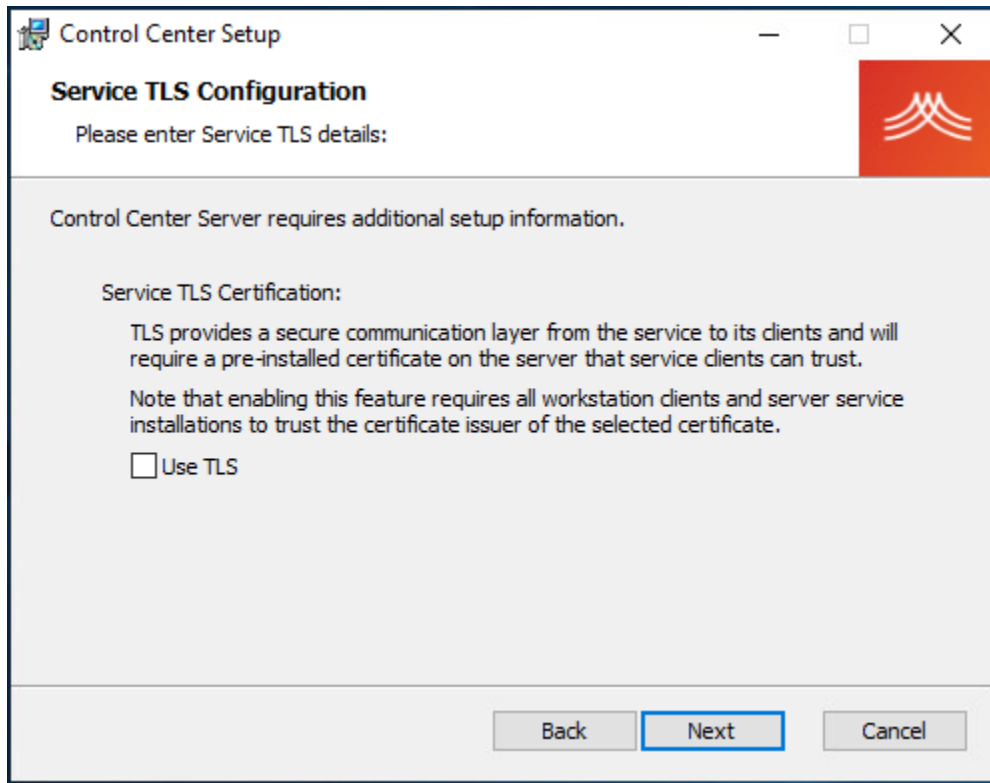 Control Center Setup
Service TLS Configuration
Please enter Service TLS details:
Control Center Server requires additional setup information.
Service TLS Certification:
TLS provides a secure communication layer from the service to its clients and will
require a pre-installed certificate on the server that service clients can trust.
Note that enabling this feature requires all workstation clients and server service
installations to trust the certificate issuer of the selected certificate.
Use TLS
Back Next Cancel